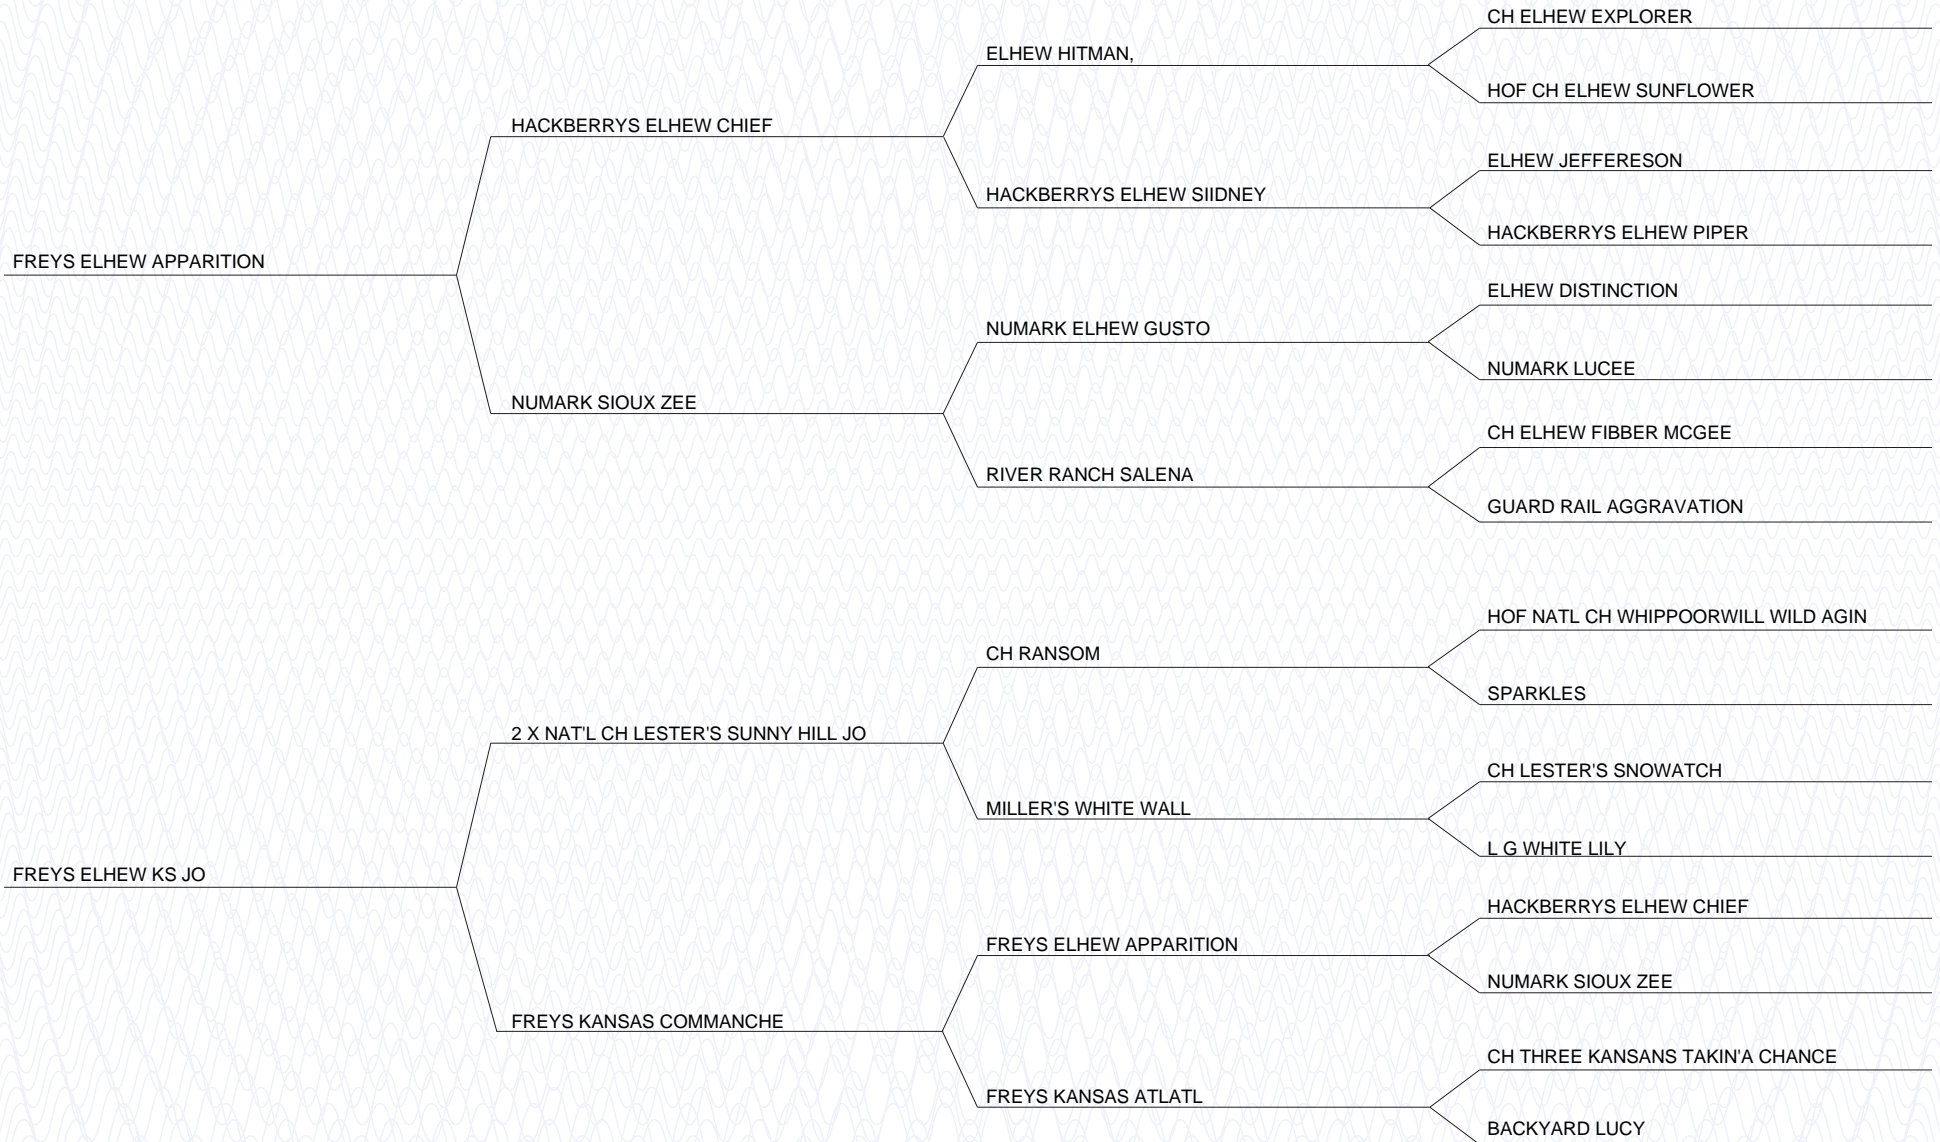 CH ELHEW EXPLORER
ELHEW HITMAN,
HOF CH ELHEW SUNFLOWER
HACKBERRYS ELHEW CHIEF
ELHEW JEFFERESON
HACKBERRYS ELHEW SIIDNEY
HACKBERRYS ELHEW PIPER
FREYS ELHEW APPARITION
ELHEW DISTINCTION
NUMARK ELHEW GUSTO
NUMARK LUCEE
NUMARK SIOUX ZEE
CH ELHEW FIBBER MCGEE
RIVER RANCH SALENA
GUARD RAIL AGGRAVATION
HOF NATL CH WHIPPOORWILL WILD AGIN
CH RANSOM
SPARKLES
2 X NAT'L CH LESTER'S SUNNY HILL JO
CH LESTER'S SNOWATCH
MILLER'S WHITE WALL
L G WHITE LILY
FREYS ELHEW KS JO
HACKBERRYS ELHEW CHIEF
FREYS ELHEW APPARITION
NUMARK SIOUX ZEE
FREYS KANSAS COMMANCHE
CH THREE KANSANS TAKIN'A CHANCE
FREYS KANSAS ATLATL
BACKYARD LUCY